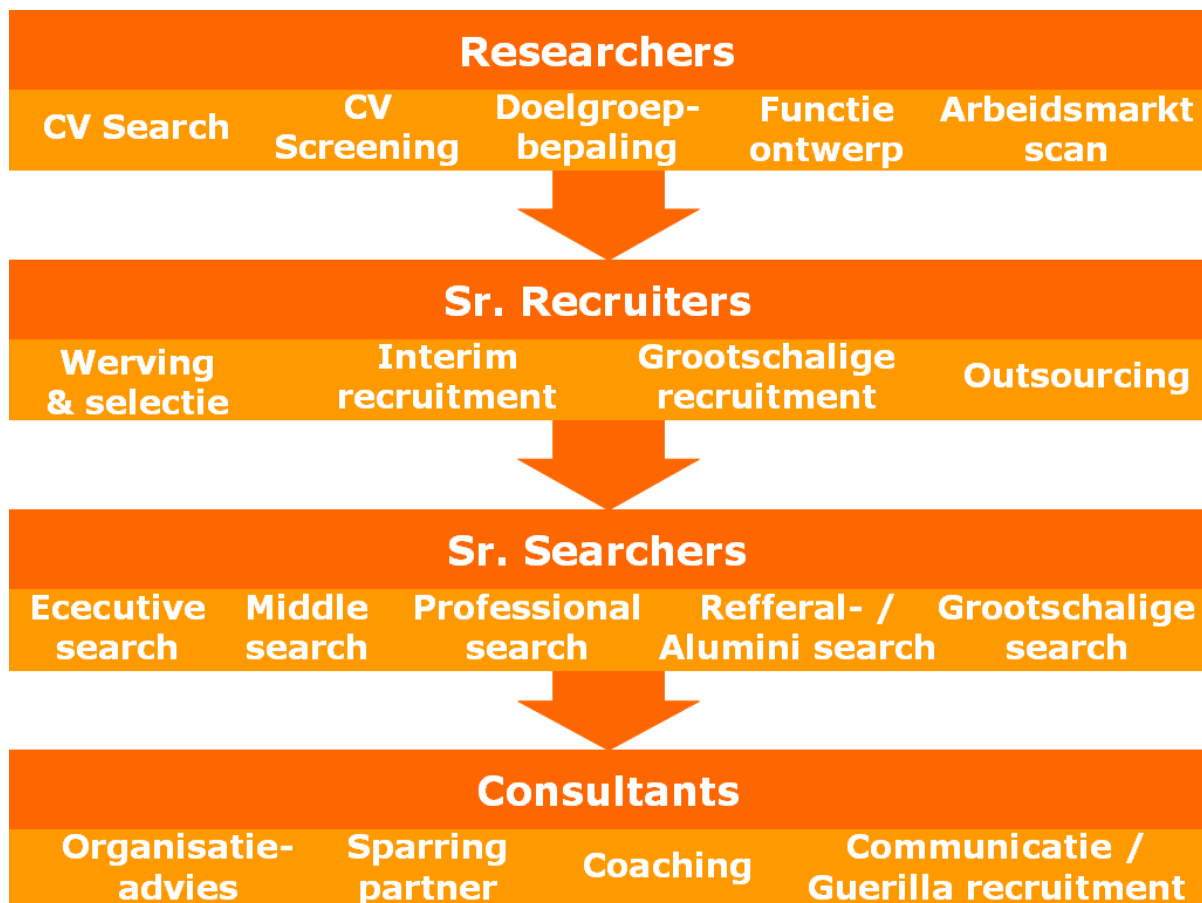 Researchers
CV Search
CV
Screening
Doelgroep-
bepaling
Functie
ontwerp
Arbeidsmarkt
scan
Sr. Recruiters
Werving
& selectie
Interim
recruitment
Grootschalige
recruitment
Outsourcing
Sr. Searchers
Ececutive
search
Middle
search
Professional
search
Refferal- /
Alumini search
Grootschalige
search
Consultants
Organisatie-
advies
Sparring
partner
Coaching
Communicatie /
Guerilla recruitment